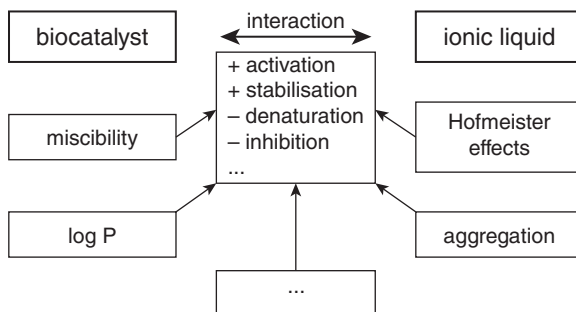 biocatalyst
interaction
ionic liquid
+ activation
+ stabilisation
– denaturation
– inhibition
...
miscibility
Hofmeister
effects
log P
aggregation
...